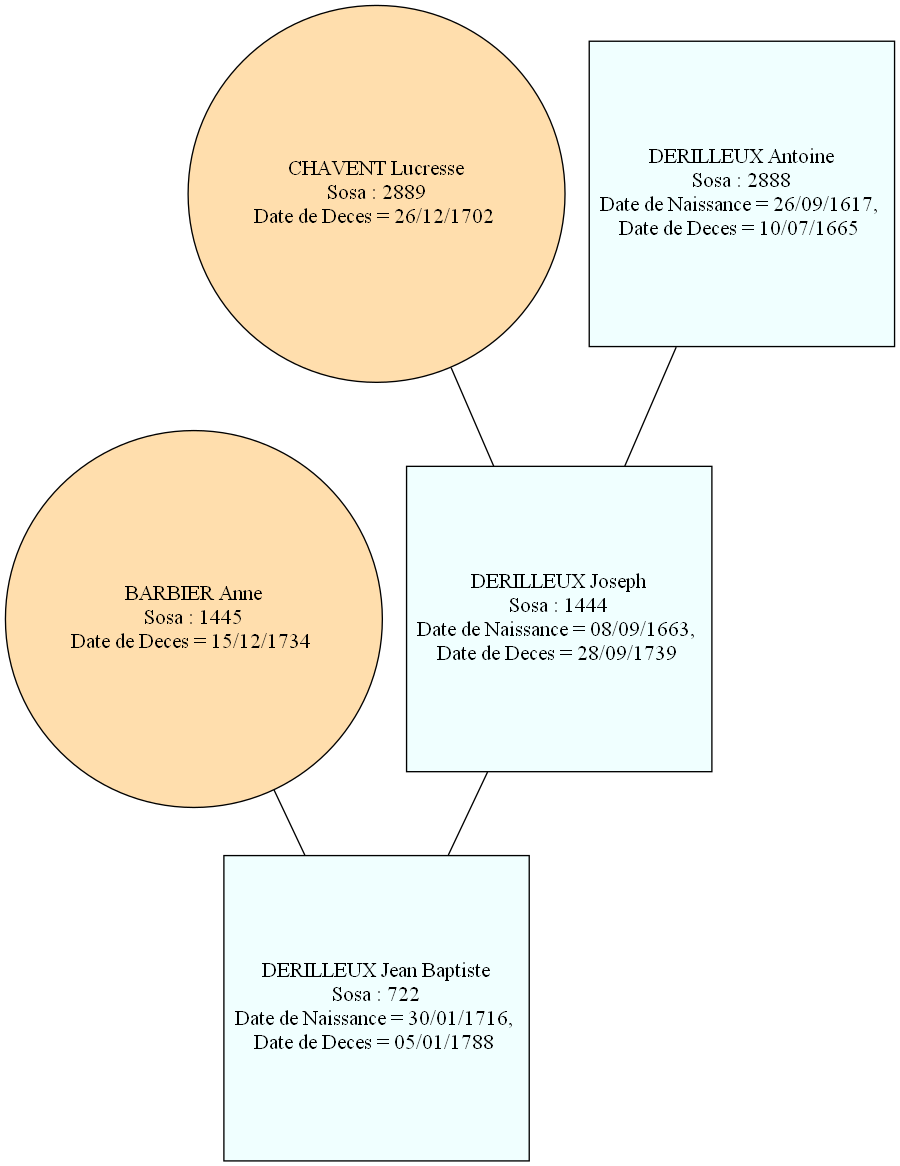 CHAVENT Lucresse
Sosa : 2889
Date de Deces = 26/12/1702
DERILLEUX Antoine
Sosa : 2888
Date de Naissance = 26/09/1617,
Date de Deces = 10/07/1665
BARBIER Anne
Sosa : 1445
Date de Deces = 15/12/1734
DERILLEUX Joseph
Sosa : 1444
Date de Naissance = 08/09/1663,
Date de Deces = 28/09/1739
DERILLEUX Jean Baptiste
Sosa : 722
Date de Naissance = 30/01/1716,
Date de Deces = 05/01/1788